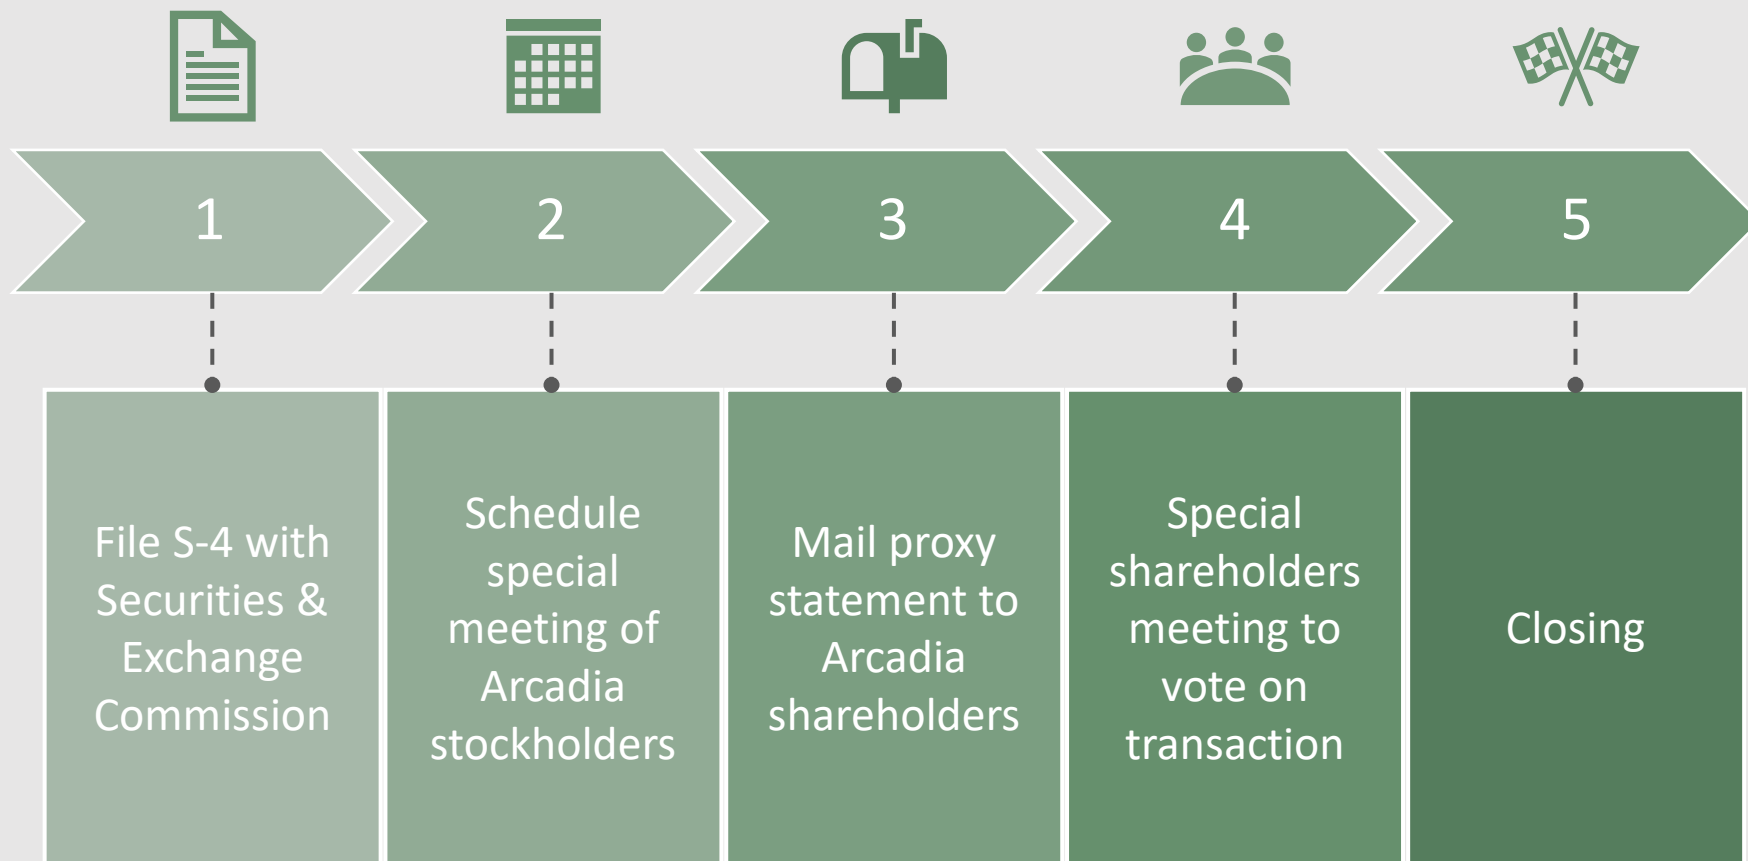 1
2
3
4
5
File S-4 with
Securities &
Exchange
Commission
Schedule
special
meeting of
Arcadia
stockholders
Mail proxy
statement to
Arcadia
shareholders
Special
shareholders
meeting to
vote on
transaction
Closing